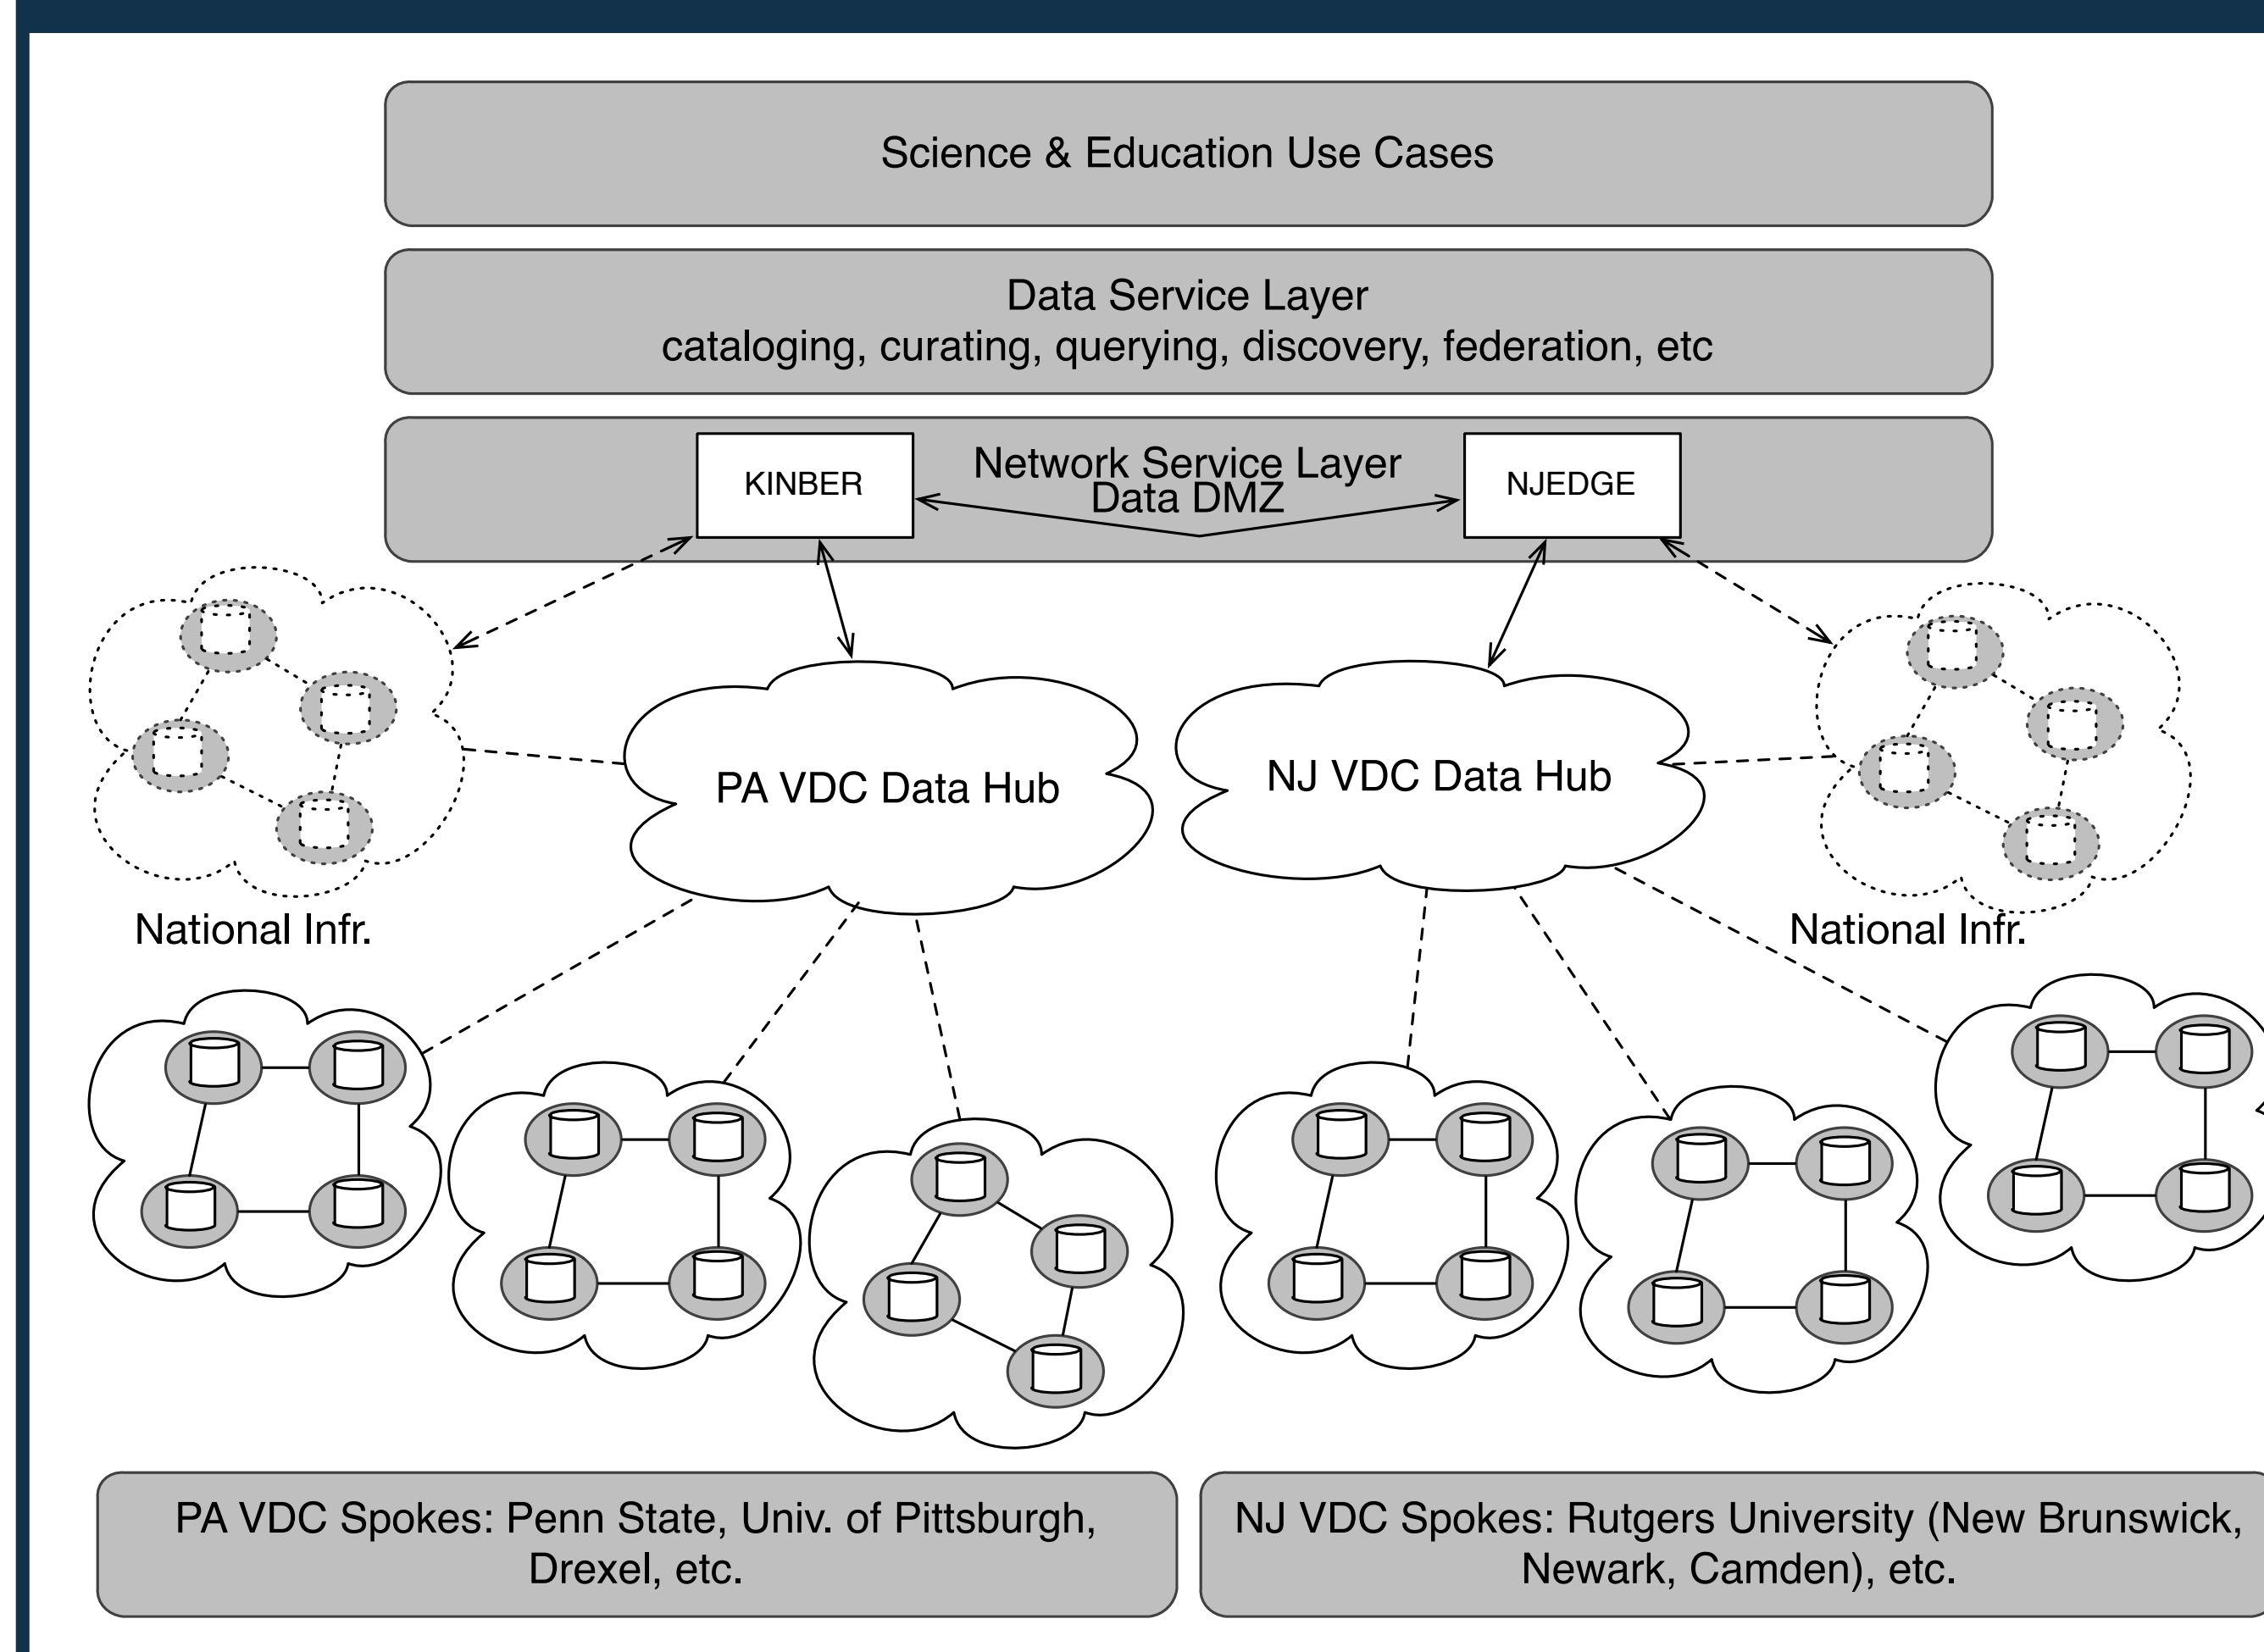 Science & Education Use Cases
Data Service Layer
cataloging, curating, querying, discovery, federation, etc
KINBER
Network Service Layer
Data DMZ
NJEDGE
PA VDC Data Hub
NJ VDC Data Hub
National Infr.
National Infr.
PA VDC Spokes: Penn State, Univ. of Pittsburgh,
Drexel, etc.
NJ VDC Spokes: Rutgers University (New Brunswick,
Newark, Camden), etc.